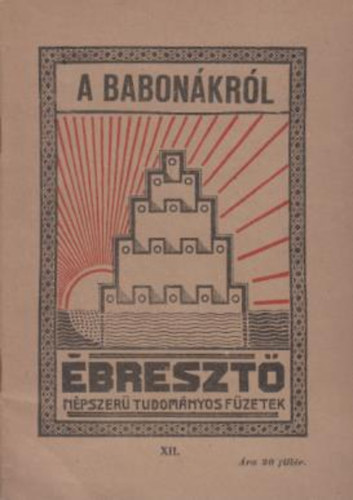 A BABONÁKRÓL
ÉBRESZTŐ
NÉPSZERŰ TUDOMÁNYOS FÜZETEK
XII.
Ára 20 fillér.